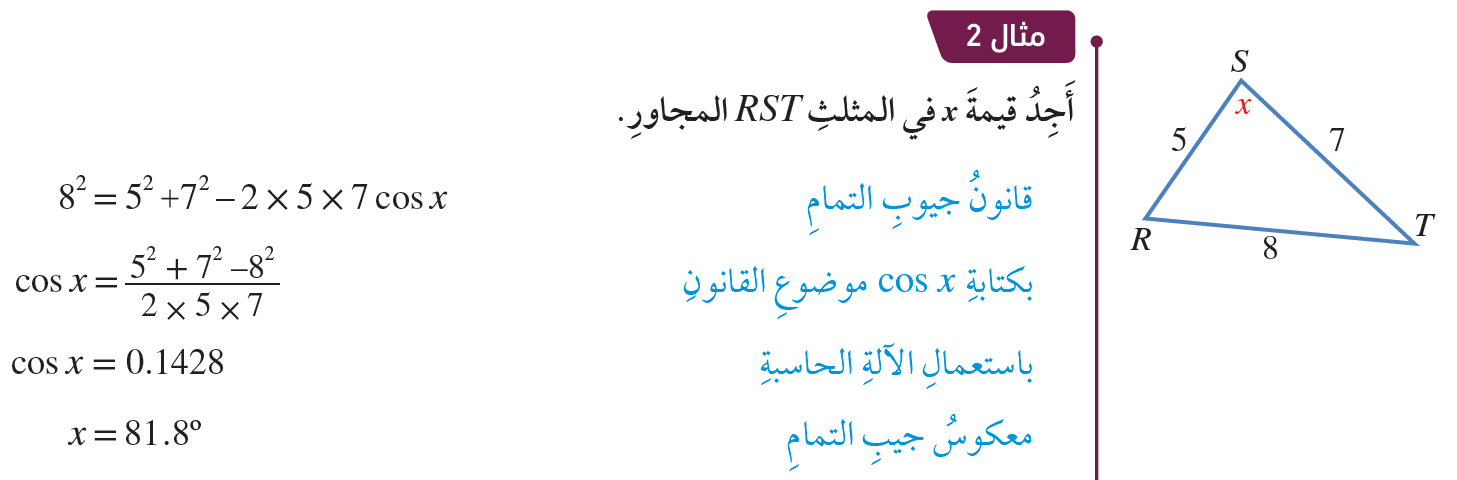 مثال 2
أَجِدُ قيمةَ x في المثلثِ RST المجاورِ.
قانونُ جيوبِ التمامِ
8² = 5² +7² – 2 × 5 × 7 cos x
بكتابةِ cos x موضوعِ القانونِ
cos x = (5² + 7² –8²) / (2 × 5 × 7)
باستعمالِ الآلةِ الحاسبةِ
cos x = 0.1428
معكوسُ جيبِ التمامِ
x = 81.8º
S
x
5
7
R
8
T